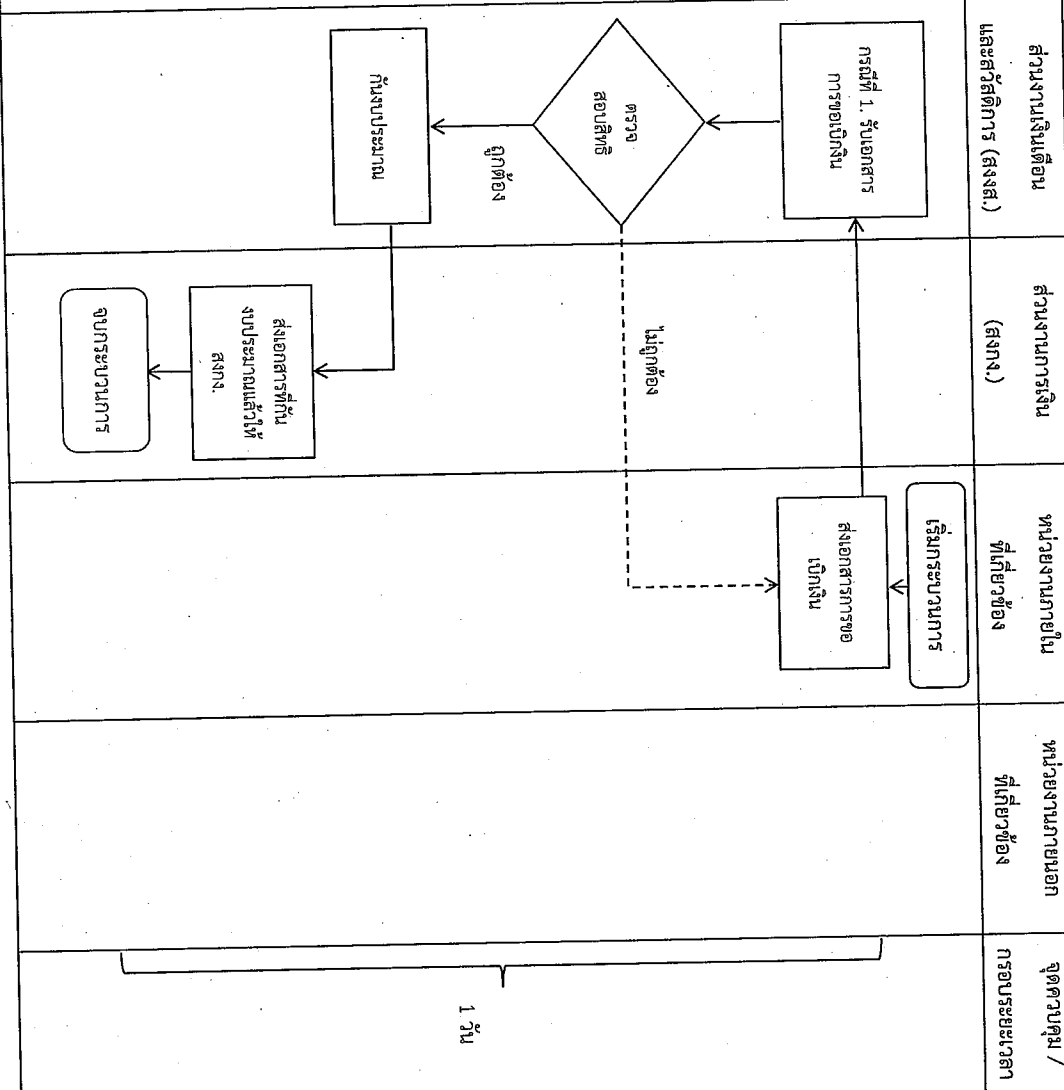 ส่วนงานเงินเดือน
และสวัสดิการ (สงงส.)
ส่วนงานการเงิน
(สงกง.)
หน่วยงานภายใน
ที่เกี่ยวข้อง
หน่วยงานภายนอก
ที่เกี่ยวข้อง
จุดควบคุม /
กรอบระยะเวลา
เริ่มกระบวนการ
ส่งเอกสารการขอ
เบิกเงิน
กรณีที่ 1. รับเอกสาร
การขอเบิกเงิน
ตรวจ
สอบสิทธิ
ไม่ถูกต้อง
ถูกต้อง
กันงบประมาณ
ส่งเอกสารที่กัน
งบประมาณแล้วให้
สงกง.
จบกระบวนการ
1 วัน